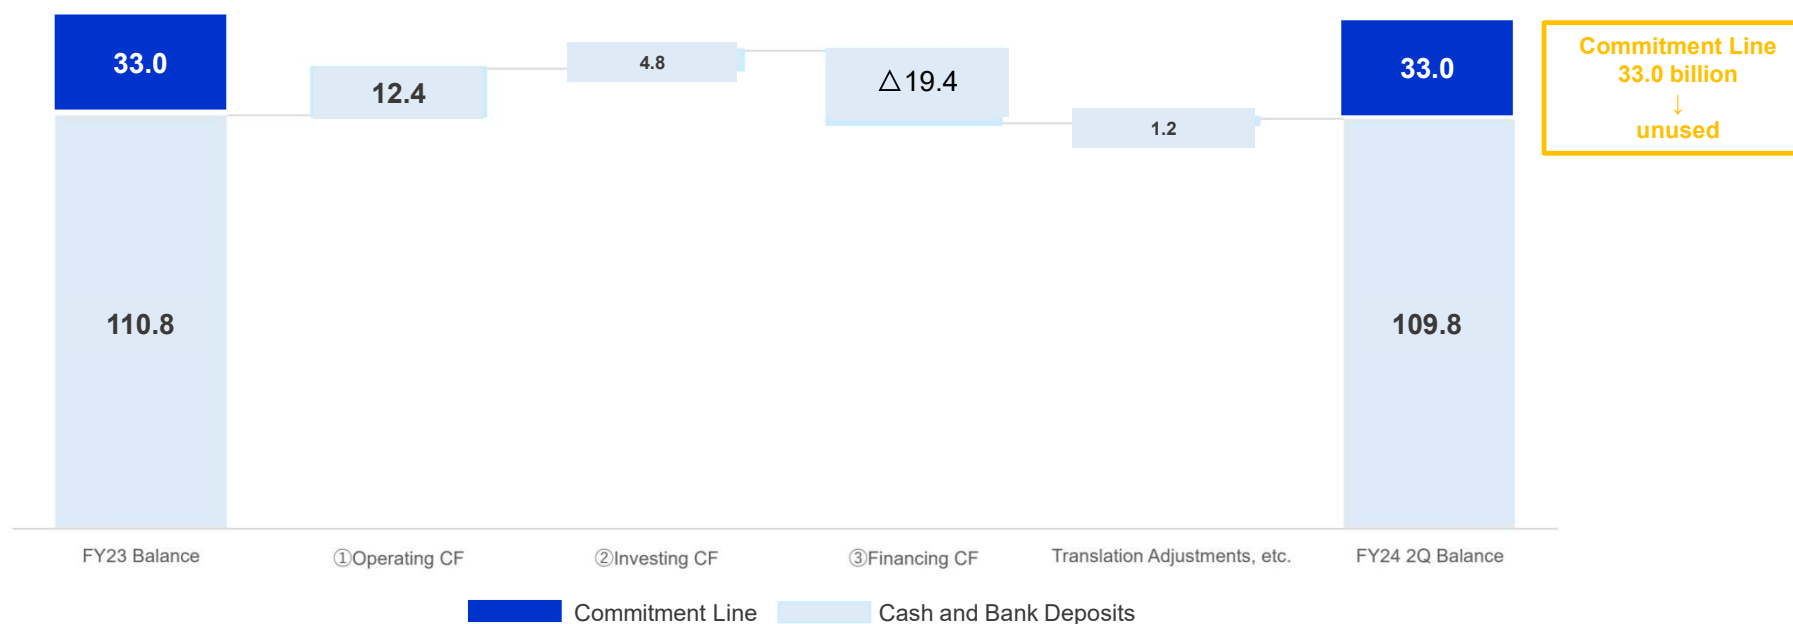 33.0
12.4
4.8
△19.4
1.2
33.0
Commitment Line
33.0 billion
↓
unused
110.8
109.8
FY23 Balance
①Operating CF
②Investing CF
③Financing CF
Translation Adjustments, etc.
FY24 2Q Balance
Commitment Line
Cash and Bank Deposits